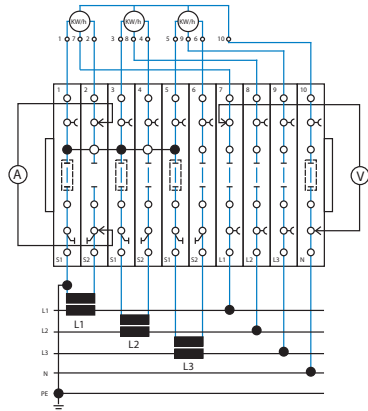 KW/h KW/h KW/h
1 7 2 3 8 4 5 9 6 10
1 2 3 4 5 6 7 8 9 10
A V
S1 S2 S1 S2 S1 S2 L1 L2 L3 N
L1 L1
L2 L2
L3 L3
N
PE